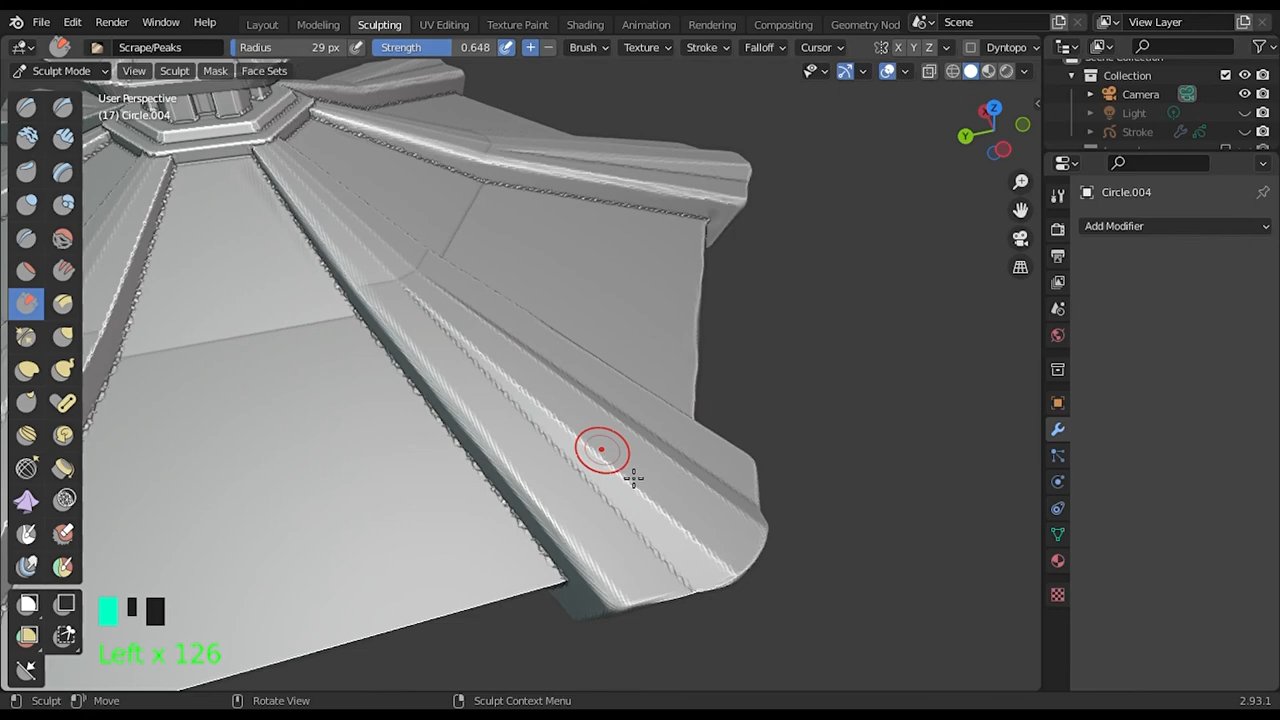 File Edit Render Window Help
Layout Modeling Sculpting UV Editing Texture Paint Shading Animation Rendering Compositing Geometry Nod
Scene
View Layer
Scrape/Peaks
Radius 29 px
Strength 0.648
Brush Texture Stroke Falloff Cursor
X Y Z
Dyntopo
Sculpt Mode View Sculpt Mask Face Sets
User Perspective
(17) Circle.004
Z
Y
X
Collection
Camera
Light
Stroke
Circle.004
Add Modifier
Left x 126
Sculpt Move Rotate View Sculpt Context Menu 2.93.1